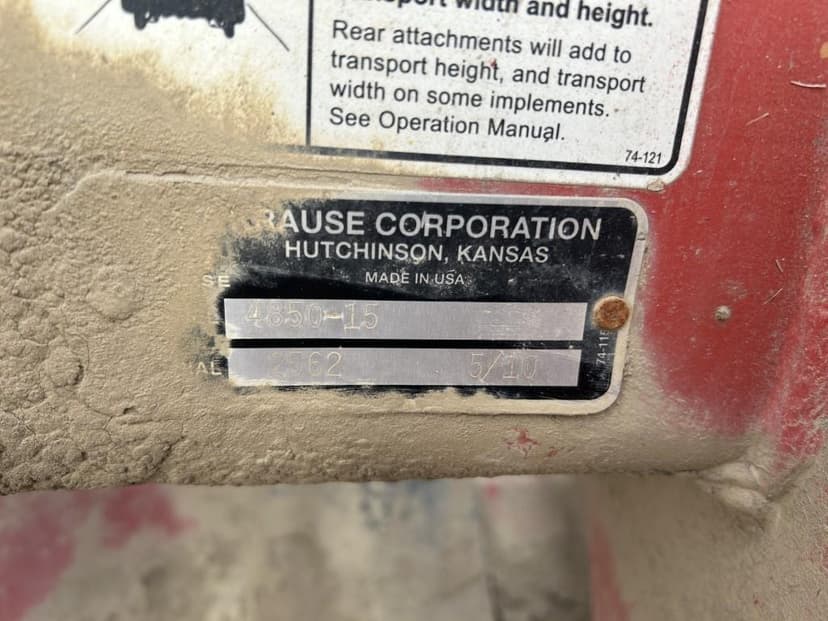 transport width and height.
Rear attachments will add to
transport height, and transport
width on some implements.
See Operation Manual.
74-121
RAUSE CORPORATION
HUTCHINSON, KANSAS
MADE IN USA
SE
4850-15
AL 2562 5/10